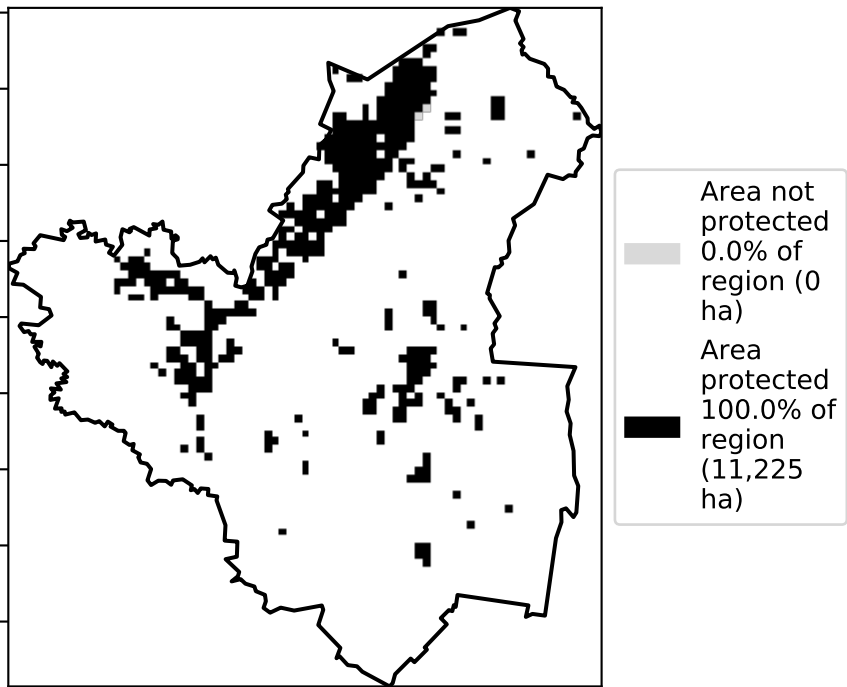 Area not
protected
0.0% of
region (0
ha)
Area
protected
100.0% of
region
(11,225
ha)